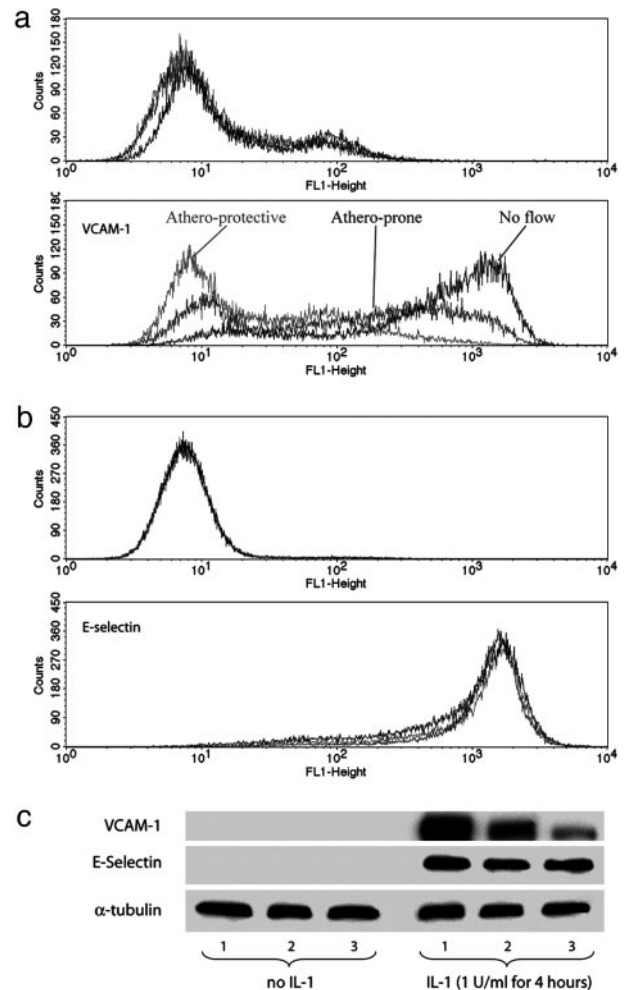 a
180
150
120
90
60
30
0
Counts
10⁰ 10¹ 10² 10³ 10⁴
FL1-Height
180
150
120
90
60
30
0
Counts
VCAM-1
Athero-protective Athero-prone No flow
10⁰ 10¹ 10² 10³ 10⁴
FL1-Height
b
450
360
270
180
90
0
Counts
10⁰ 10¹ 10² 10³ 10⁴
FL1-Height
450
360
270
180
90
0
Counts
E-selectin
10⁰ 10¹ 10² 10³ 10⁴
FL1-Height
c
VCAM-1
E-Selectin
α-tubulin
1 2 3 1 2 3
no IL-1 IL-1 (1 U/ml for 4 hours)